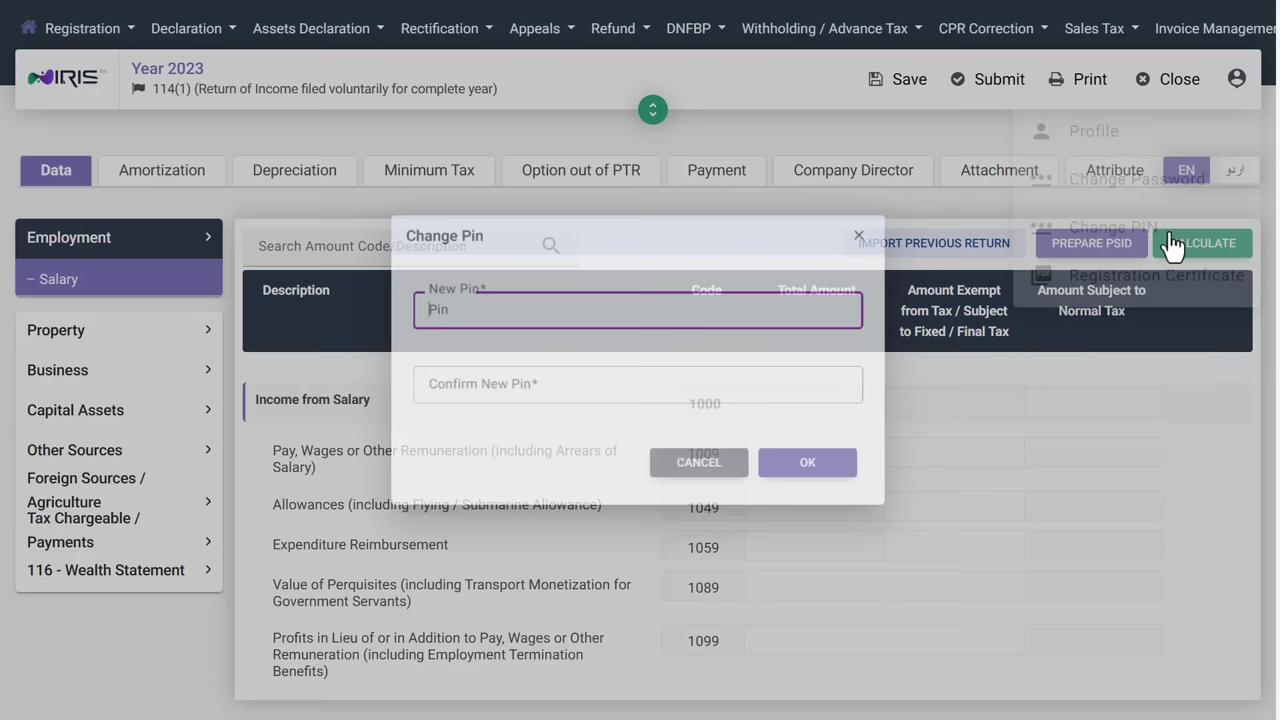 Registration
Declaration
Assets Declaration
Rectification
Appeals
Refund
DNFBP
Withholding / Advance Tax
CPR Correction
Sales Tax
Invoice Managemen
IRIS
Year 2023
114(1) (Return of Income filed voluntarily for complete year)
Save
Submit
Print
Close
Profile
Change Password
Change PIN
Registration Certificate
Data
Amortization
Depreciation
Minimum Tax
Option out of PTR
Payment
Company Director
Attachment
Attribute
EN
اردو
Employment
– Salary
Property
Business
Capital Assets
Other Sources
Foreign Sources /
Agriculture
Tax Chargeable /
Payments
116 - Wealth Statement
Search Amount Code/Description
IMPORT PREVIOUS RETURN
PREPARE PSID
LCULATE
Description
Code
Total Amount
Amount Exempt
from Tax / Subject
to Fixed / Final Tax
Amount Subject to
Normal Tax
Change Pin
New Pin*
Pin
Confirm New Pin*
CANCEL
OK
Income from Salary
1000
Pay, Wages or Other Remuneration (including Arrears of
Salary)
1009
Allowances (including Flying / Submarine Allowance)
1049
Expenditure Reimbursement
1059
Value of Perquisites (including Transport Monetization for
Government Servants)
1089
Profits in Lieu of or in Addition to Pay, Wages or Other
Remuneration (including Employment Termination
Benefits)
1099